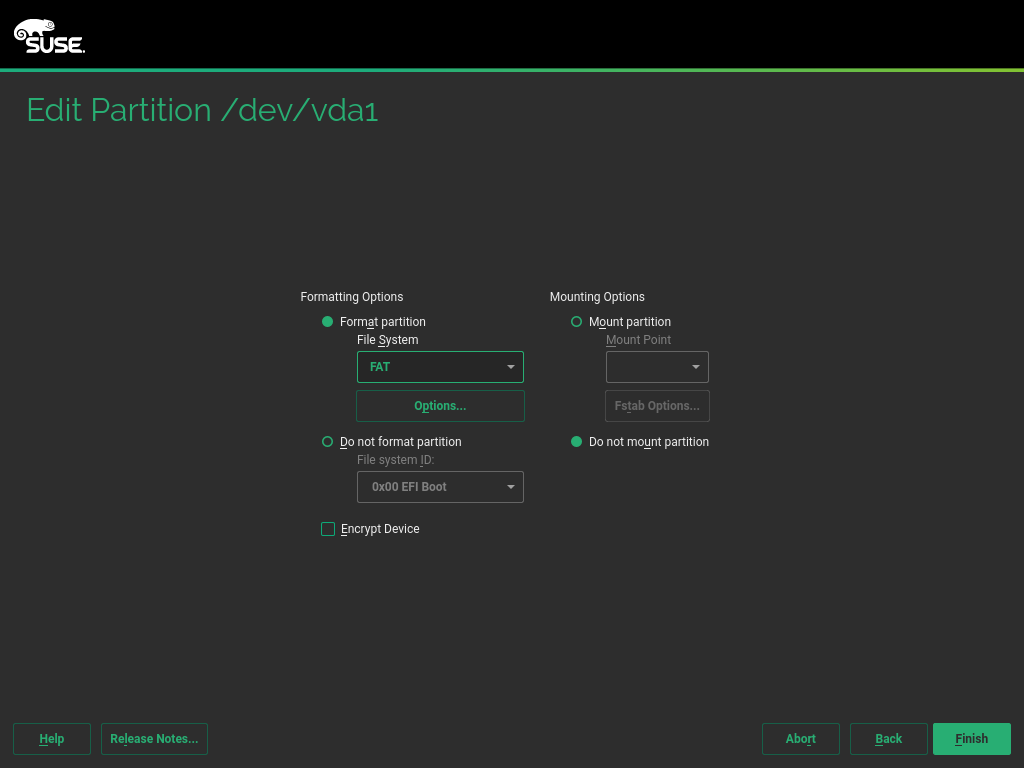 SUSE.
Edit Partition /dev/vda1
Formatting Options
Format partition
File System
FAT
Options...
Do not format partition
File system ID:
0x00 EFI Boot
Encrypt Device
Mounting Options
Mount partition
Mount Point
Fstab Options...
Do not mount partition
Help
Release Notes...
Abort
Back
Finish